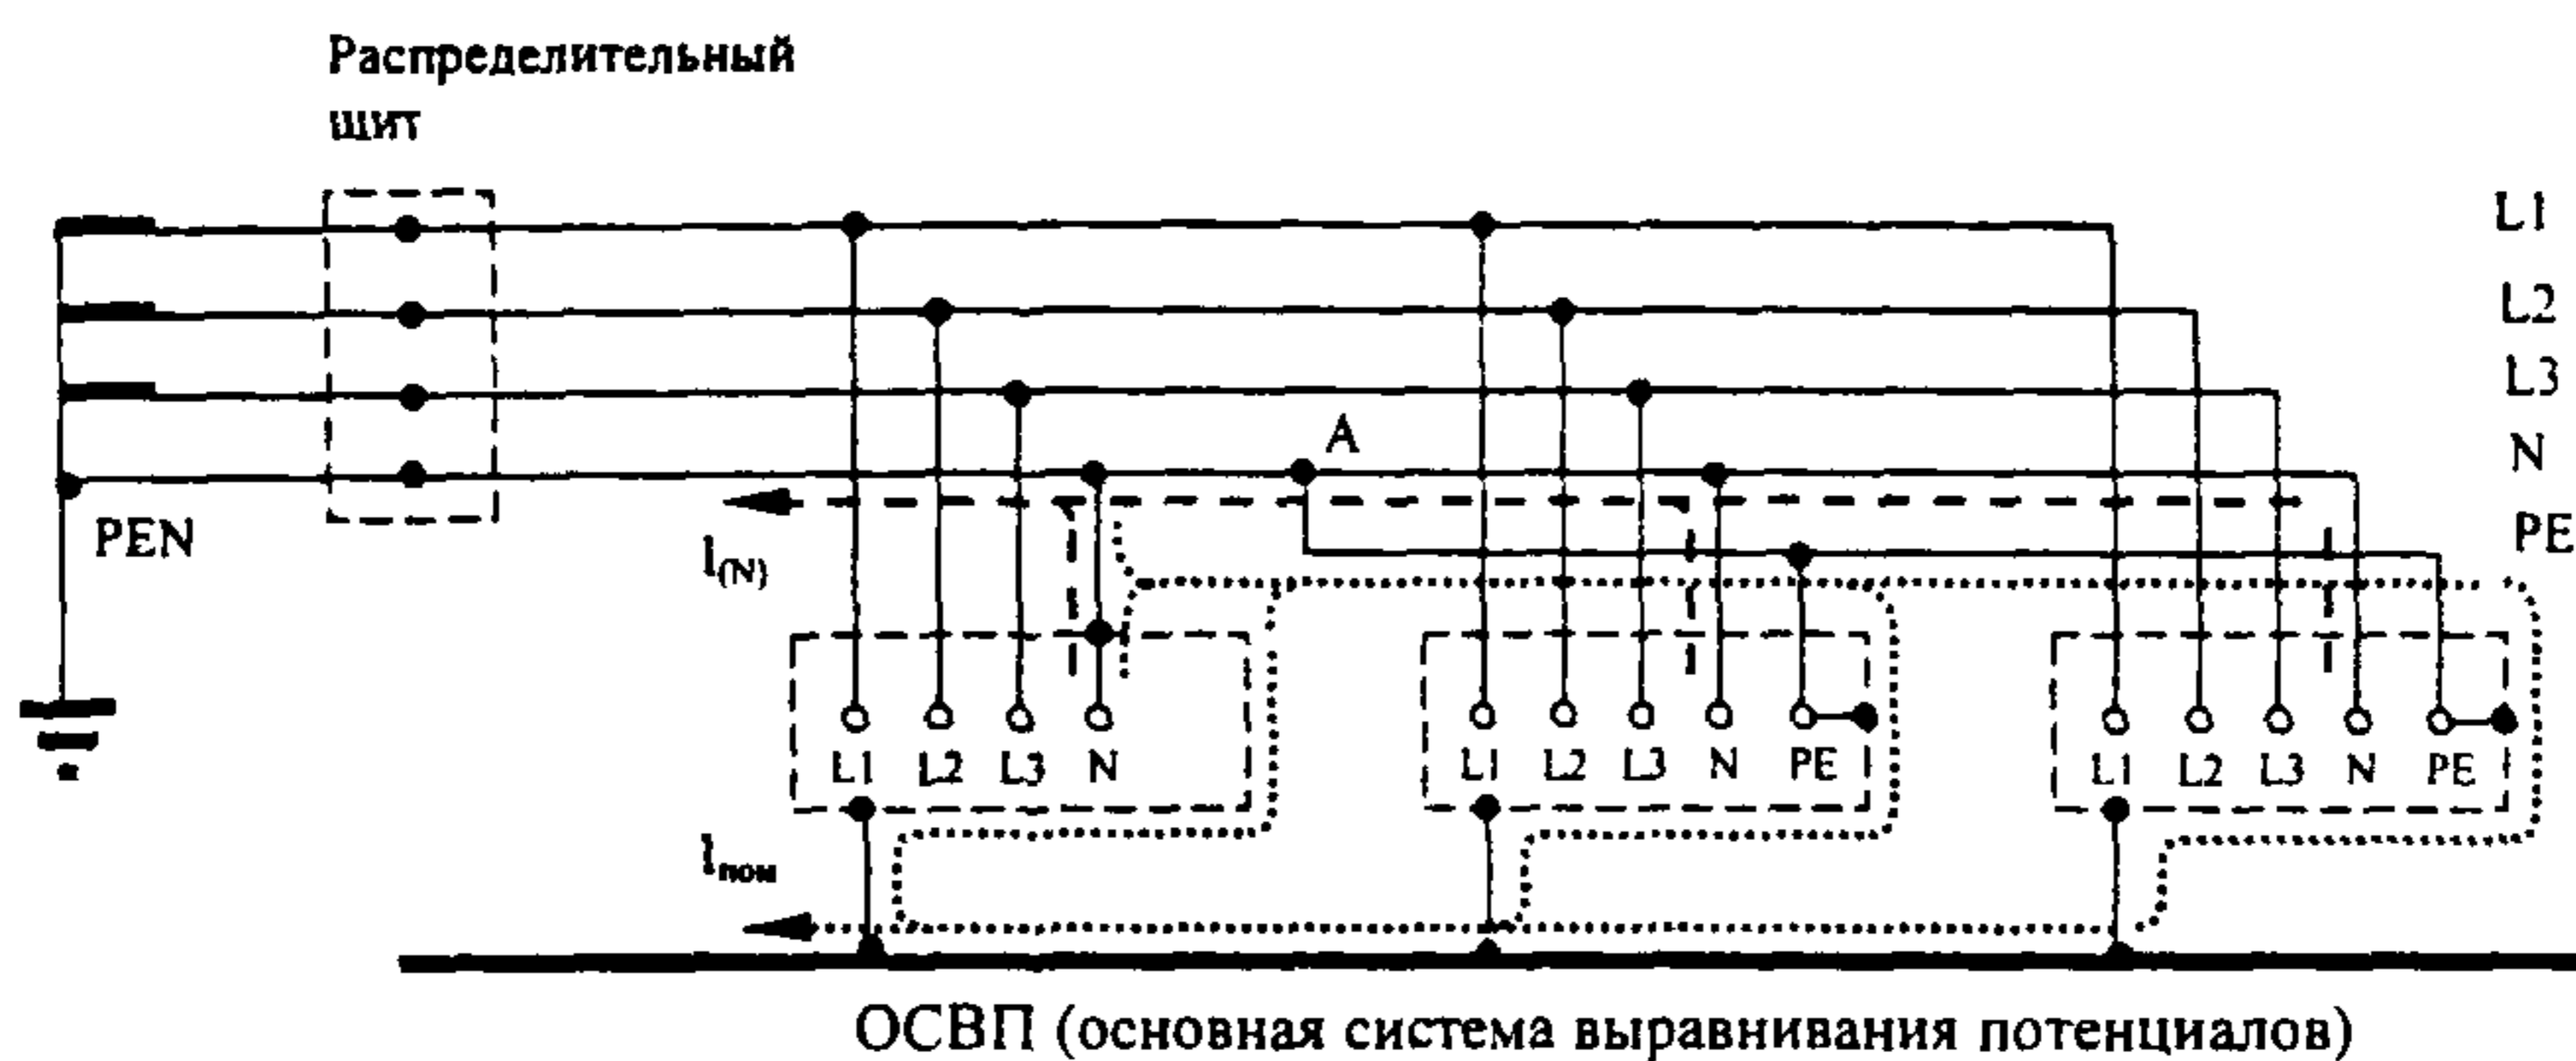 Распределительный
щит
L1
L2
L3
A
N
PEN
PE
I(N)
L1 L2 L3 N
L1 L2 L3 N PE
L1 L2 L3 N PE
Iпом
ОСВП (основная система выравнивания потенциалов)